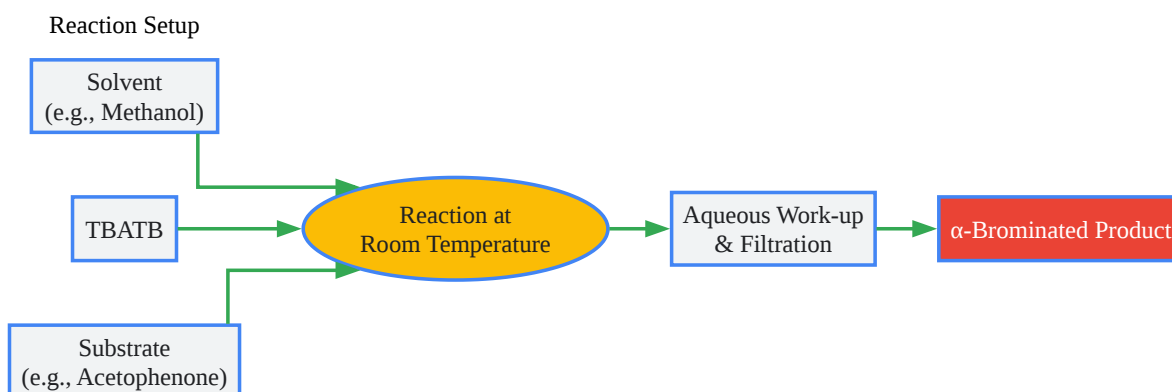 Reaction Setup
Solvent
(e.g., Methanol)
TBATB
Reaction at
Room Temperature
Aqueous Work-up
& Filtration
α-Brominated Product
Substrate
(e.g., Acetophenone)